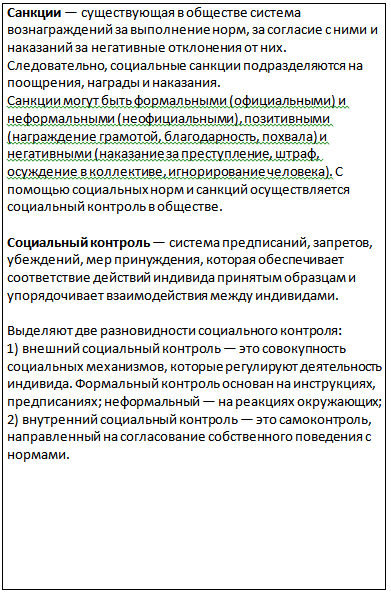 Санкции — существующая в обществе система
вознаграждений за выполнение норм, за согласие с ними и
наказаний за негативные отклонения от них.
Следовательно, социальные санкции подразделяются на
поощрения, награды и наказания.
Санкции могут быть формальными (официальными) и
неформальными (неофициальными), позитивными
(награждение грамотой, благодарность, похвала) и
негативными (наказание за преступление, штраф,
осуждение в коллективе, игнорирование человека). С
помощью социальных норм и санкций осуществляется
социальный контроль в обществе.
Социальный контроль — система предписаний, запретов,
убеждений, мер принуждения, которая обеспечивает
соответствие действий индивида принятым образцам и
упорядочивает взаимодействия между индивидами.
Выделяют две разновидности социального контроля:
1) внешний социальный контроль — это совокупность
социальных механизмов, которые регулируют деятельность
индивида. Формальный контроль основан на инструкциях,
предписаниях; неформальный — на реакциях окружающих;
2) внутренний социальный контроль — это самоконтроль,
направленный на согласование собственного поведения с
нормами.